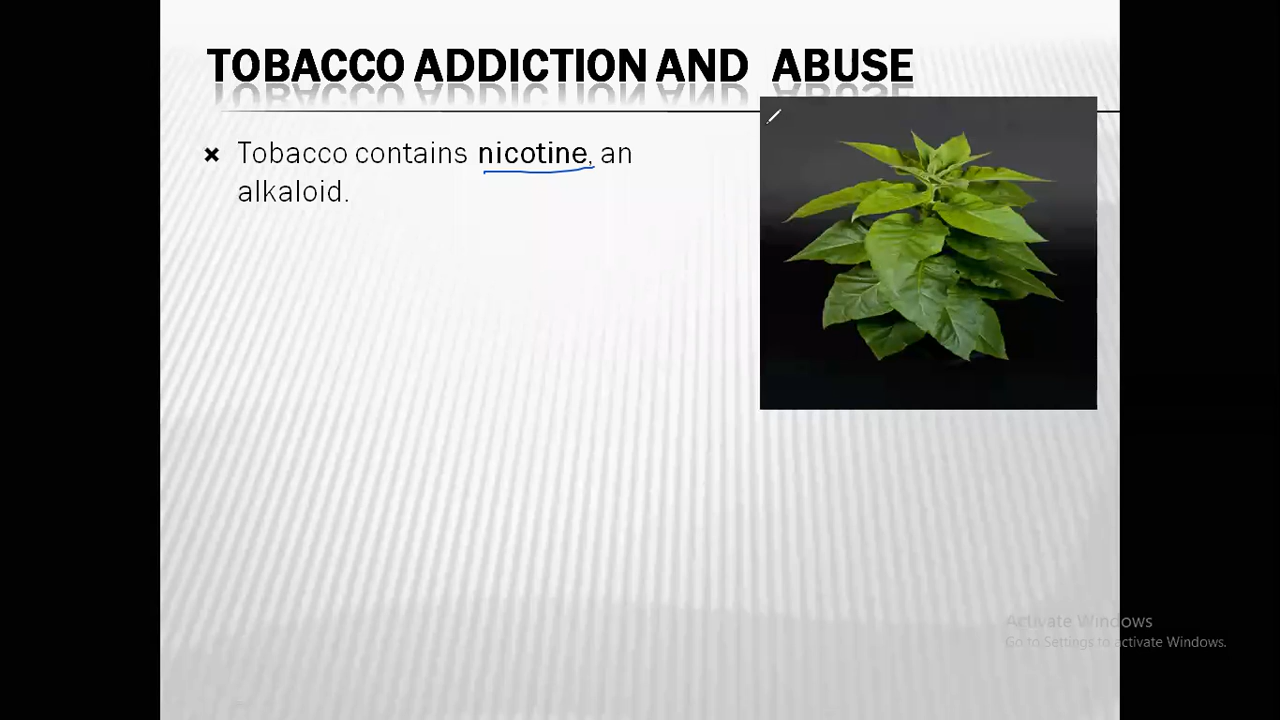 TOBACCO ADDICTION AND ABUSE
Tobacco contains nicotine, an
alkaloid.
Activate Windows
Go to Settings to activate Windows.